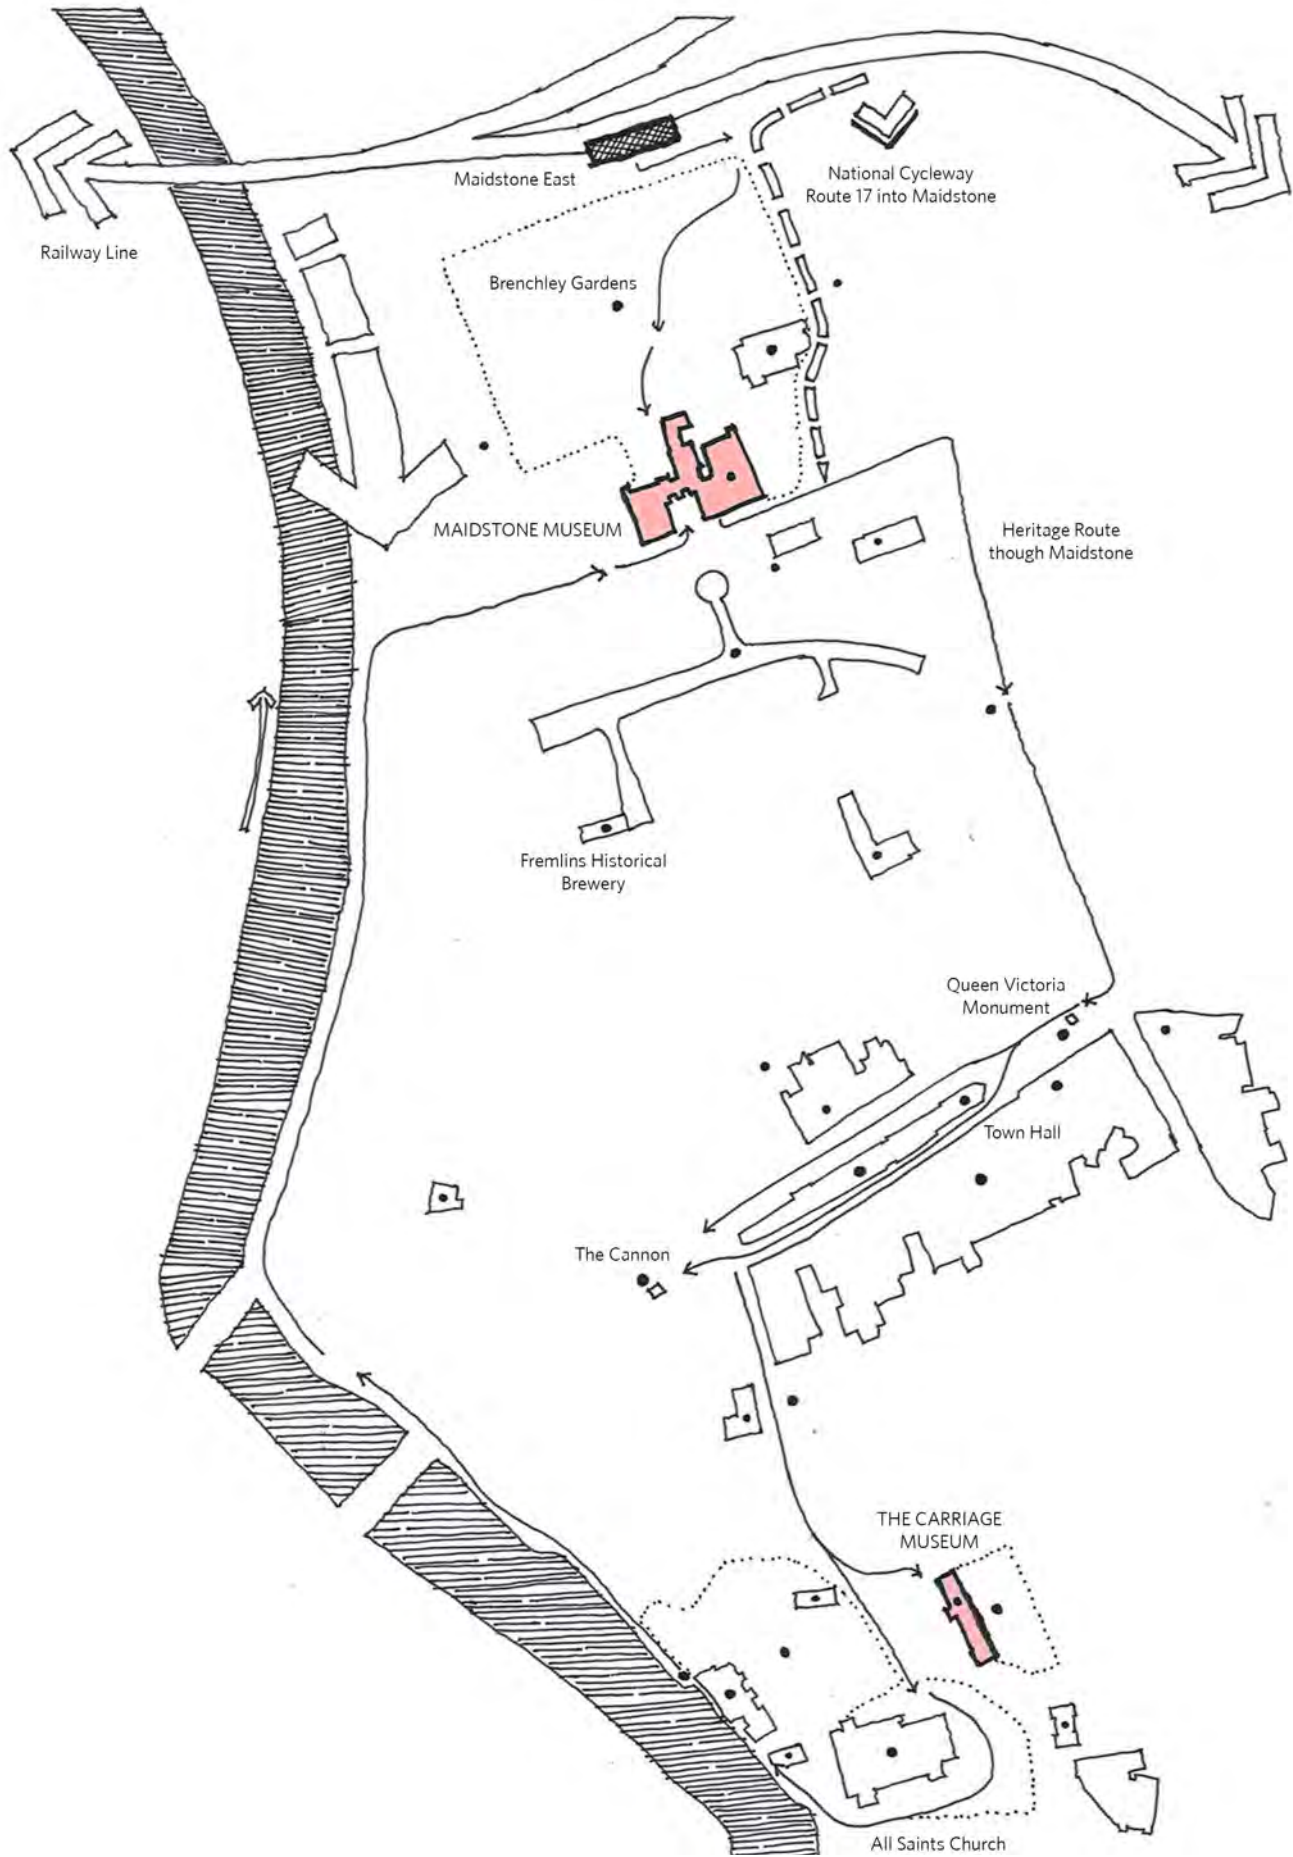 Maidstone East
National Cycleway
Route 17 into Maidstone
Railway Line
Brenchley Gardens
MAIDSTONE MUSEUM
Heritage Route
though Maidstone
Fremlins Historical
Brewery
Queen Victoria
Monument
Town Hall
The Cannon
THE CARRIAGE
MUSEUM
All Saints Church